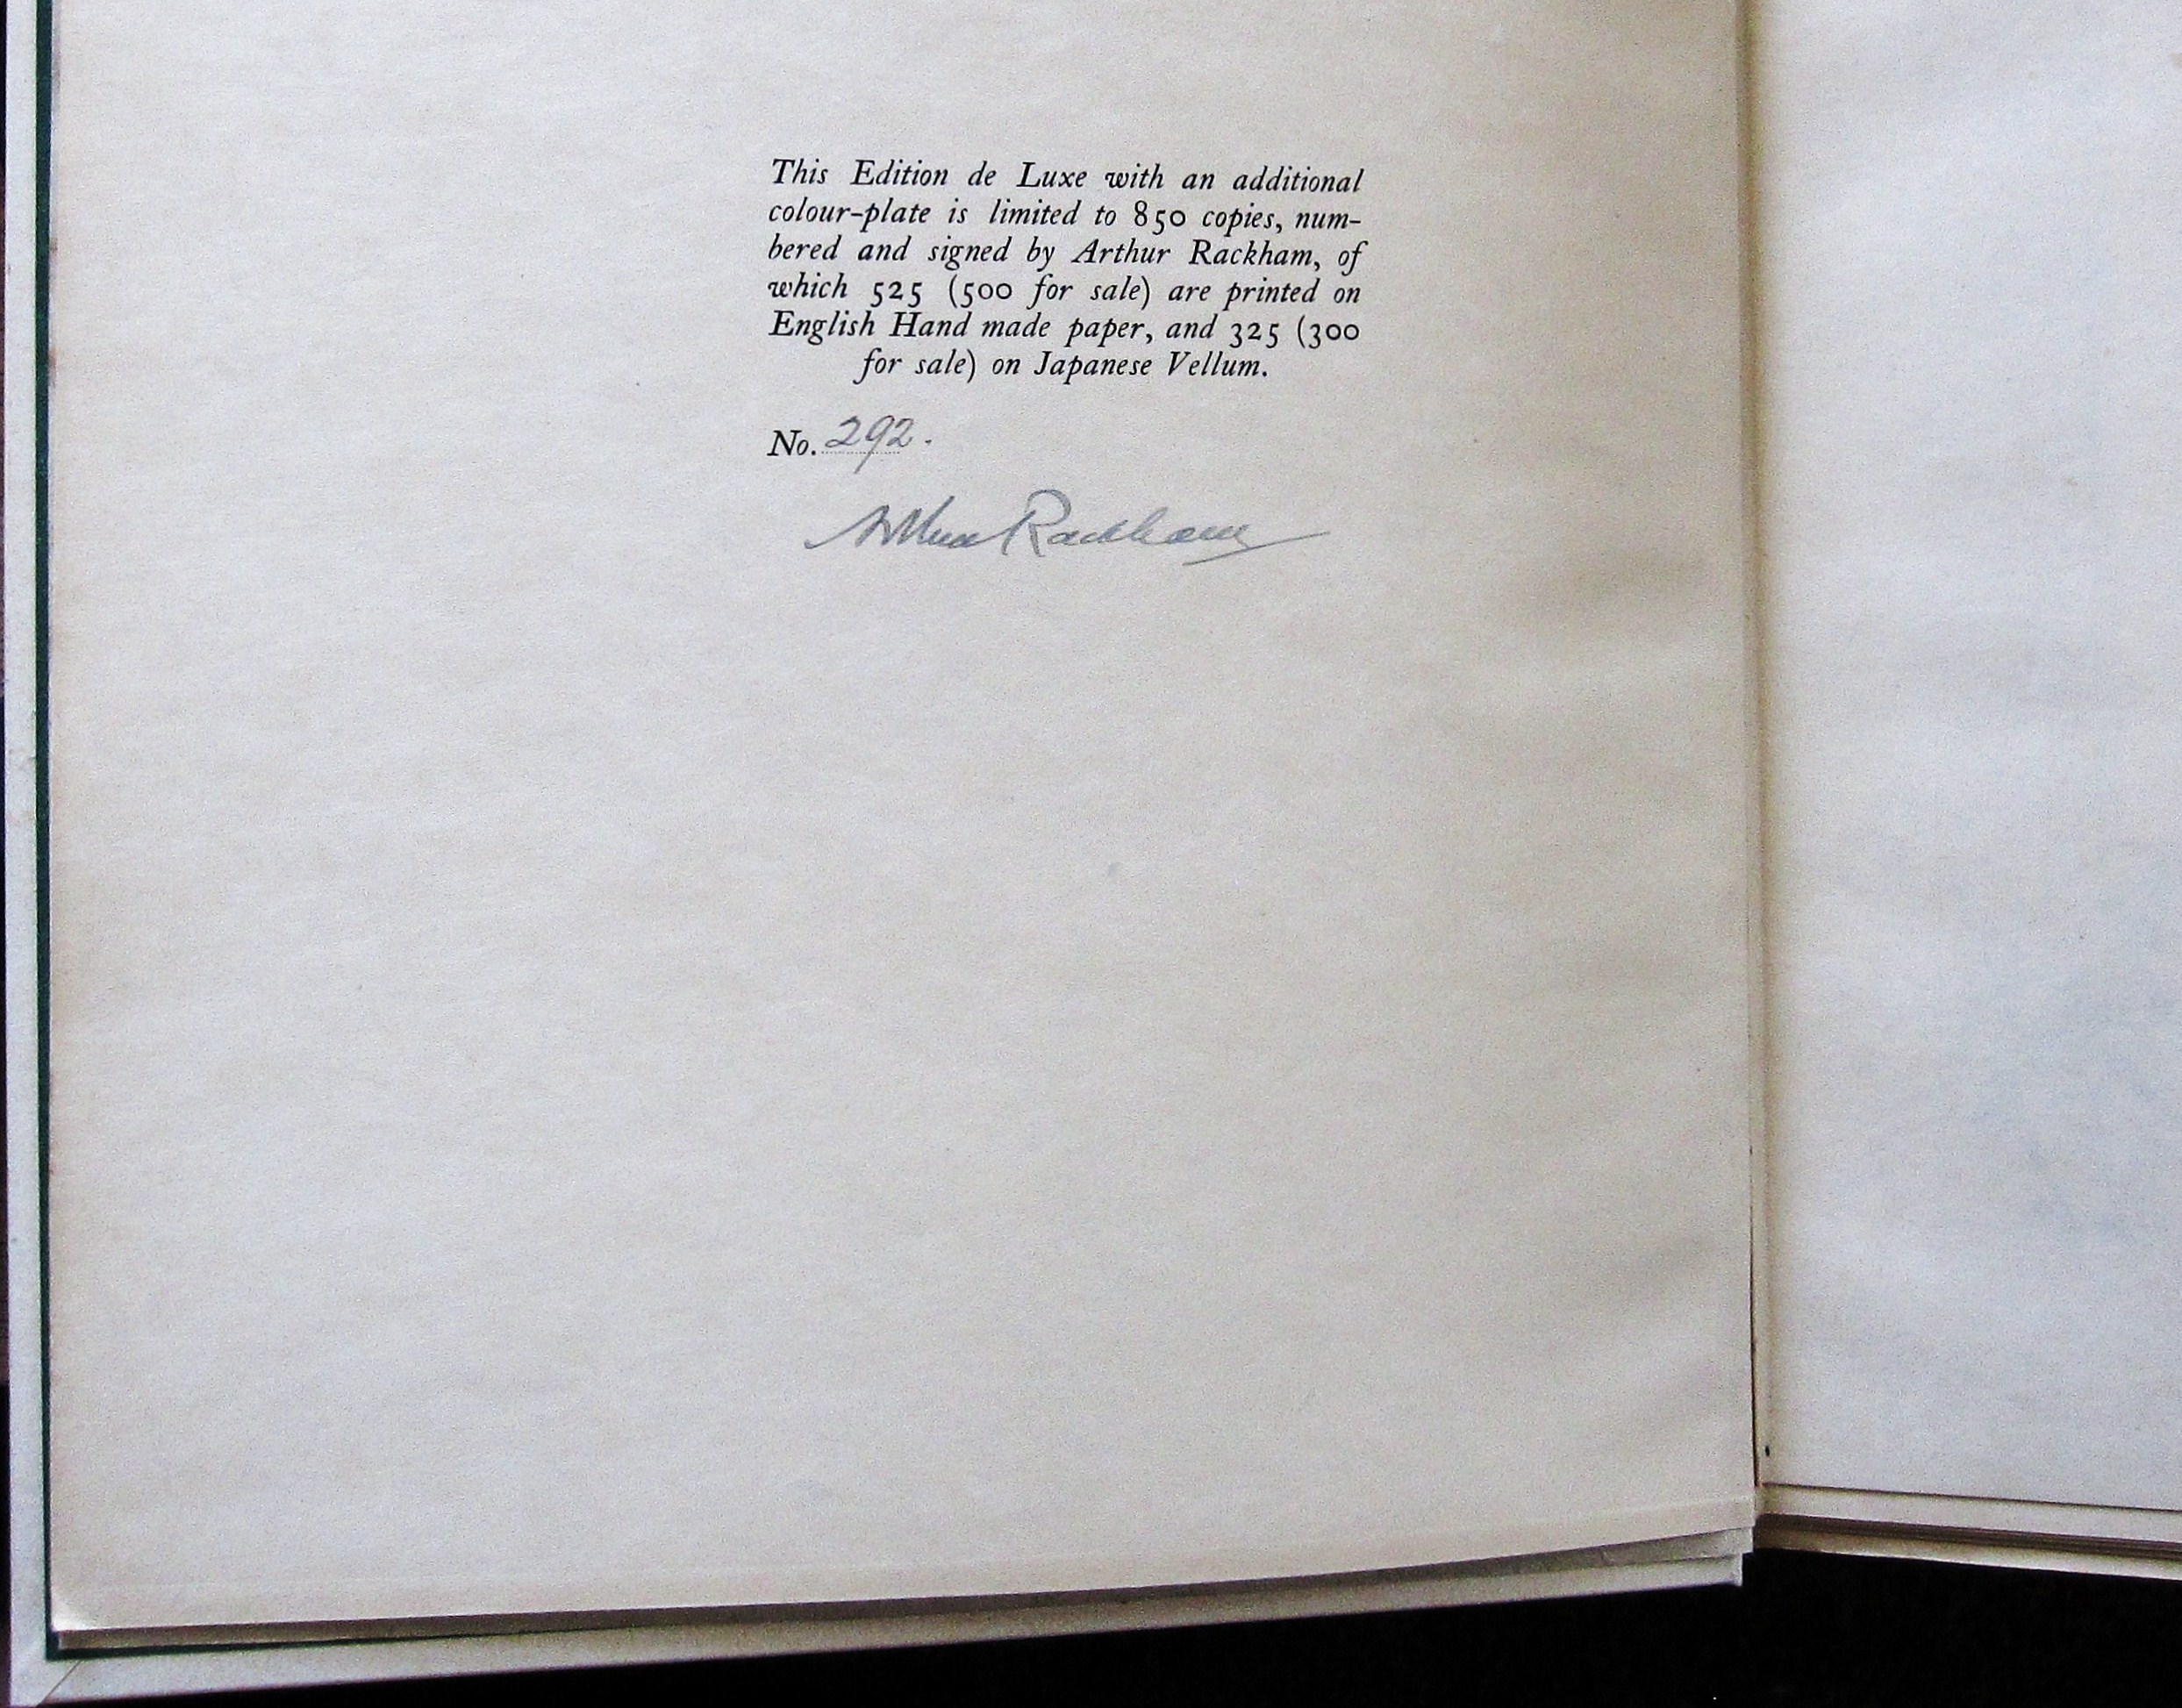 This Edition de Luxe with an additional
colour-plate is limited to 850 copies, num-
bered and signed by Arthur Rackham, of
which 525 (500 for sale) are printed on
English Hand made paper, and 325 (300
for sale) on Japanese Vellum.
No. 292.
Arthur Rackham